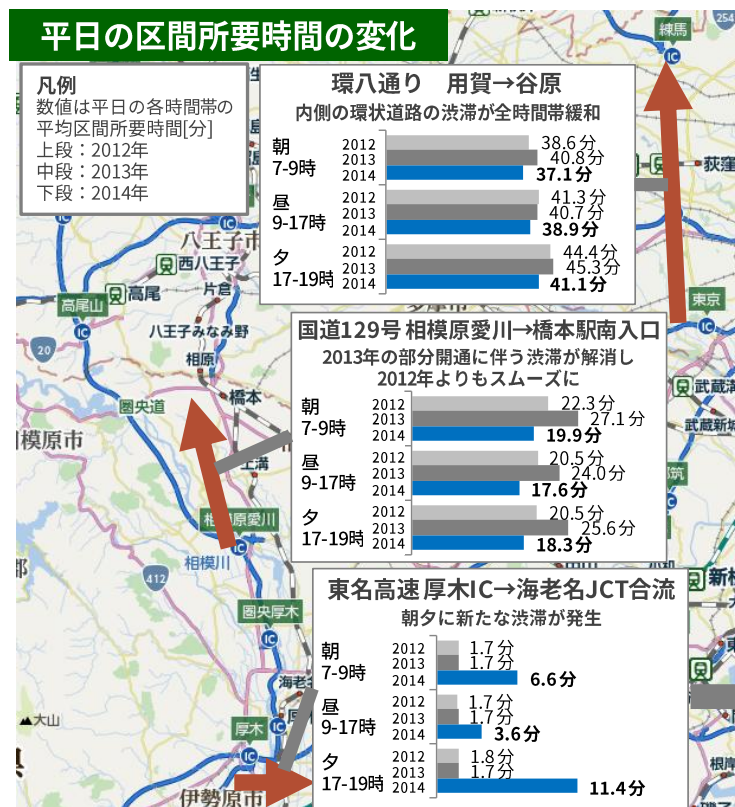 平日の区間所要時間の変化
254
練馬
IC
凡例
数値は平日の各時間帯の
平均区間所要時間[分]
上段：2012年
中段：2013年
下段：2014年
環八通り　用賀→谷原
内側の環状道路の渋滞が全時間帯緩和
朝
7-9時
2012 38.6分
2013 40.8分
2014 37.1分
昼
9-17時
2012 41.3分
2013 40.7分
2014 38.9分
夕
17-19時
2012 44.4分
2013 45.3分
2014 41.1分
荻窪
IC
八王子市
西八王子
高尾
片倉
高尾山
IC
八王子みなみ野
20
相原
橋本
圏央道
相模原市
上溝
東京
IC
武蔵溝
武蔵新城
国道129号 相模原愛川→橋本駅南入口
2013年の部分開通に伴う渋滞が解消し
2012年よりもスムーズに
朝
7-9時
2012 22.3分
2013 27.1分
2014 19.9分
昼
9-17時
2012 20.5分
2013 24.0分
2014 17.6分
夕
17-19時
2012 20.5分
2013 25.6分
2014 18.3分
相模原愛川
IC
相模川
412
新横
圏央厚木
IC
東名高速 厚木IC→海老名JCT合流
朝夕に新たな渋滞が発生
朝
7-9時
2012 1.7分
2013 1.7分
2014 6.6分
昼
9-17時
2012 1.7分
2013 1.7分
2014 3.6分
夕
17-19時
2012 1.8分
2013 1.7分
2014 11.4分
海老名
大山
IC
厚木
IC
伊勢原市
根岸